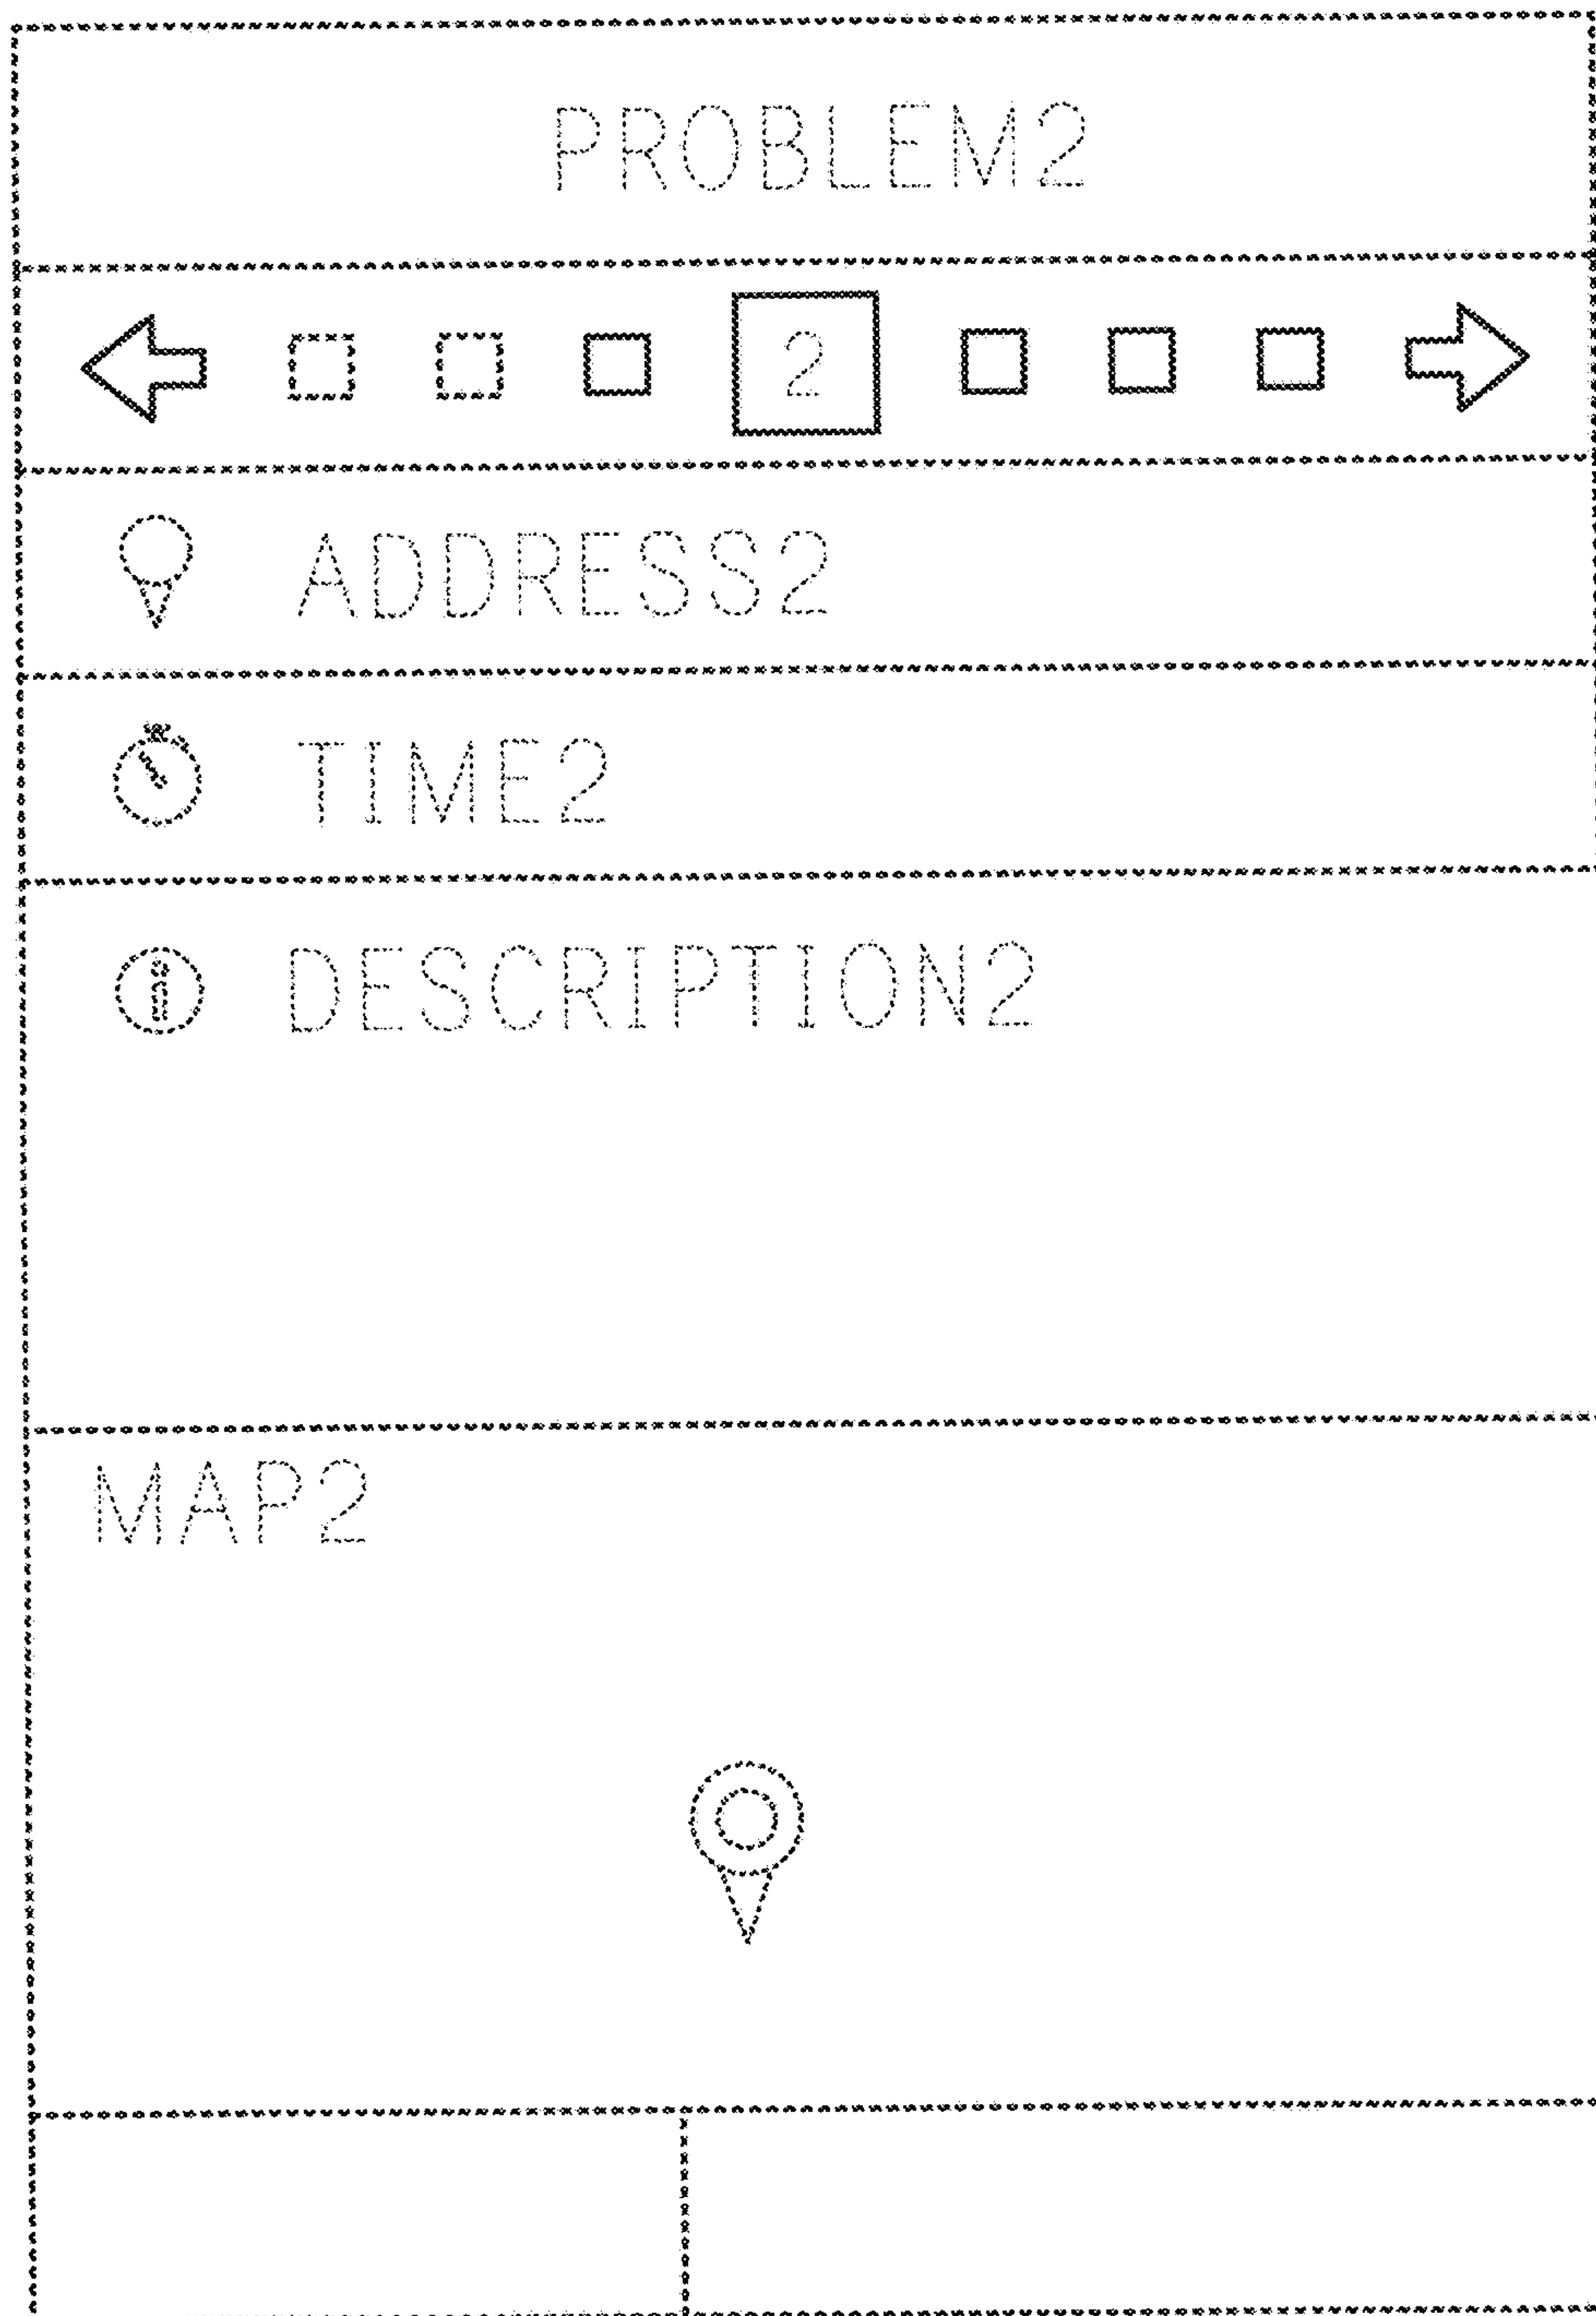 PROBLEM2
2
ADDRESS2
TIME2
i DESCRIPTION2
MAP2